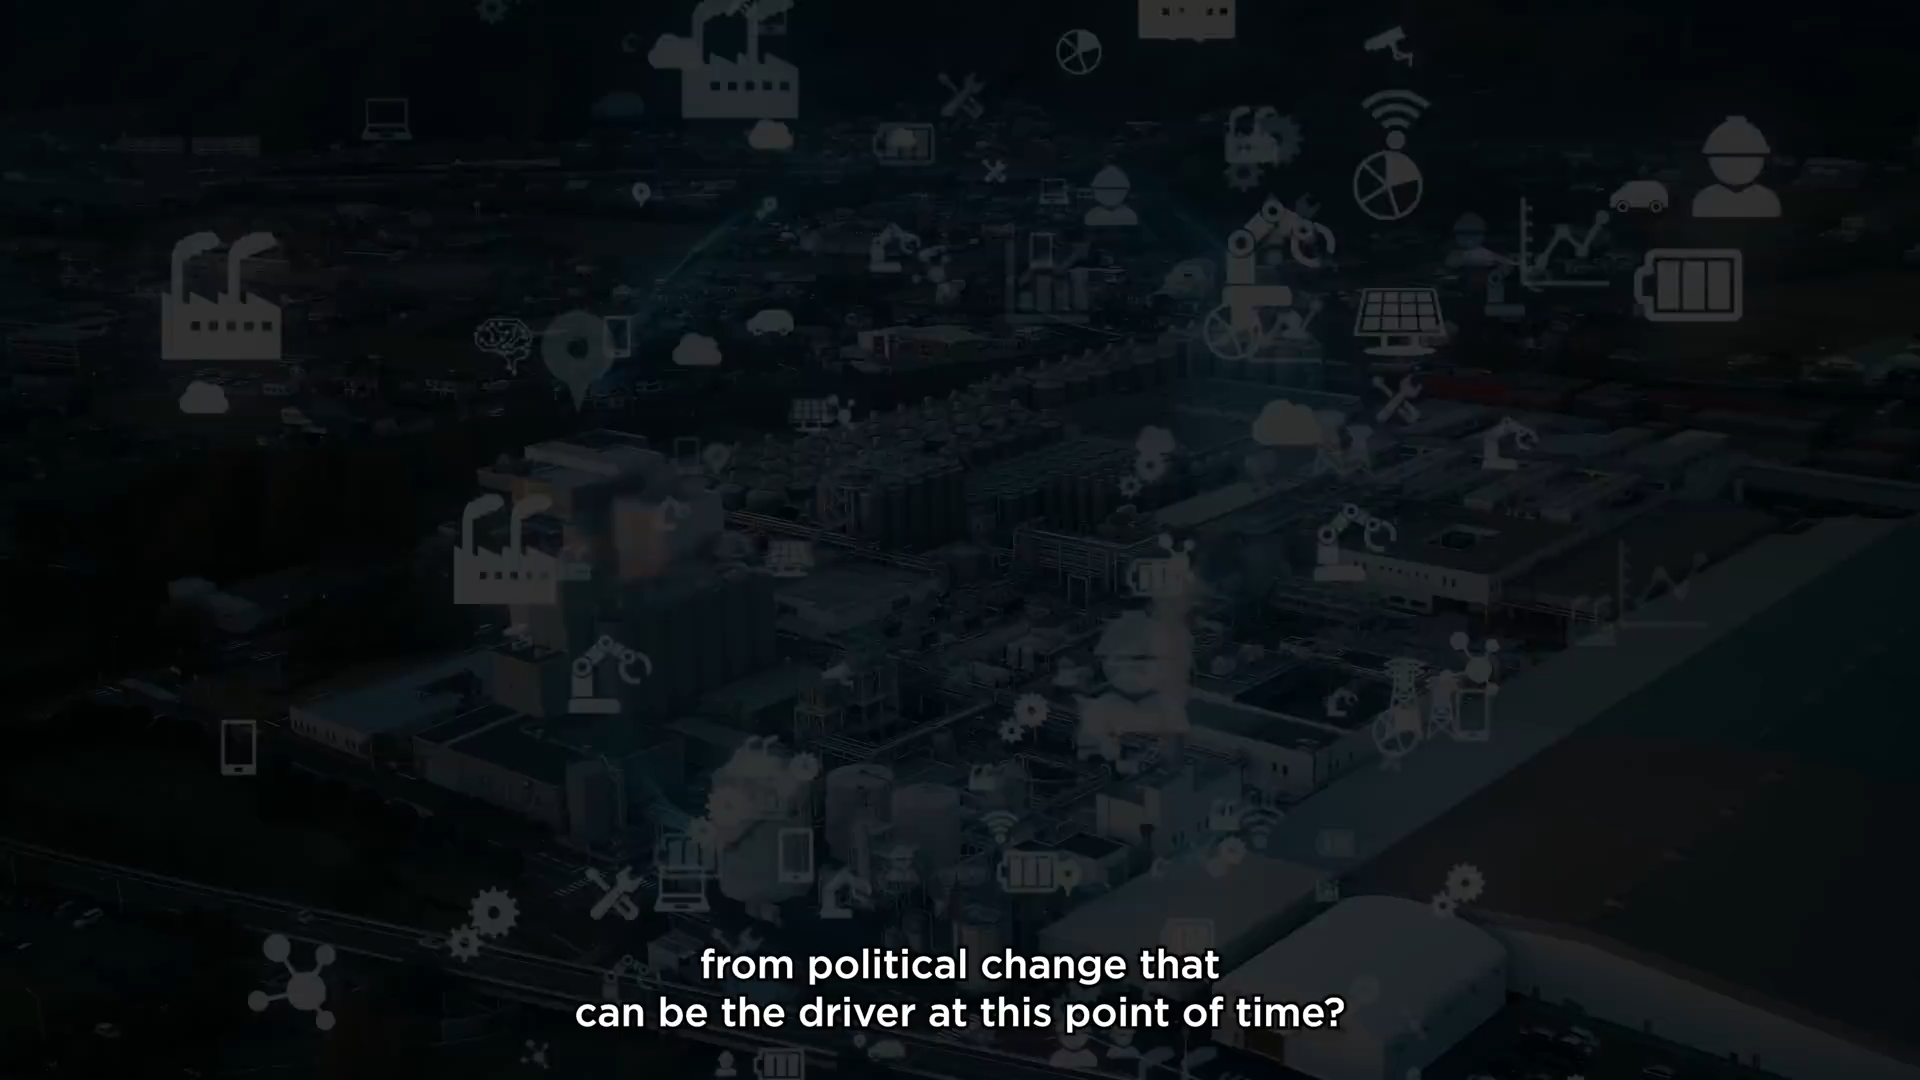 from political change that
can be the driver at this point of time?